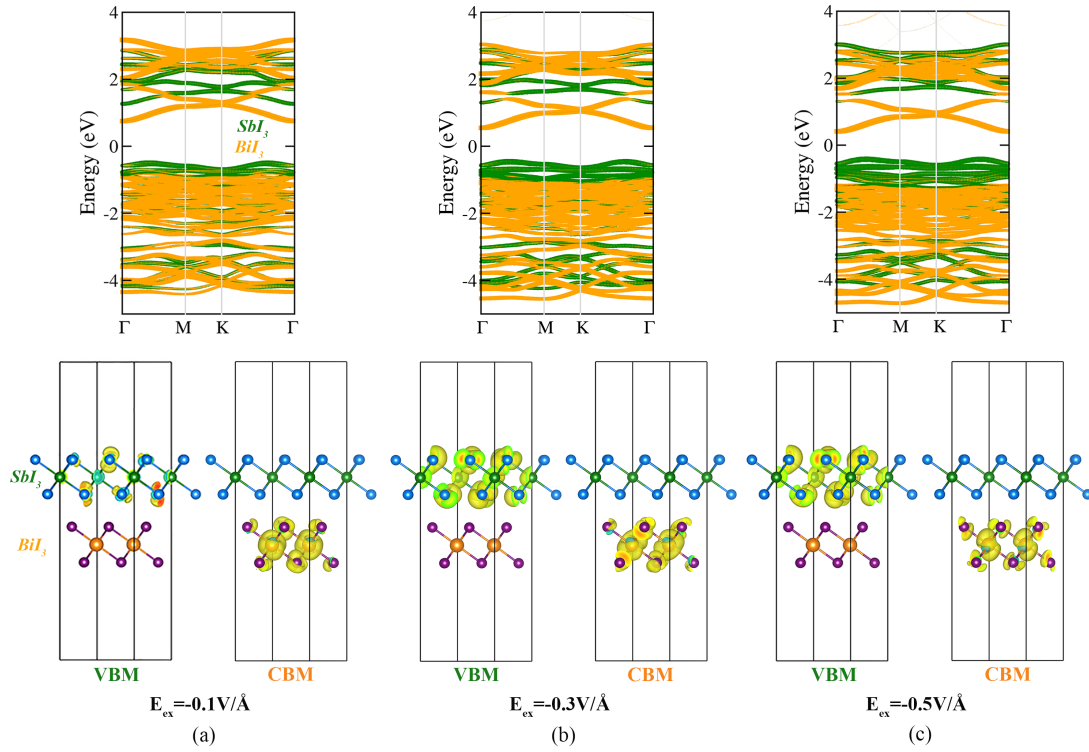 4
2
0
-2
-4
Energy (eV)
SbI3
BiI3
Γ M K Γ
4
2
0
-2
-4
Energy (eV)
Γ M K Γ
4
2
0
-2
-4
Energy (eV)
Γ M K Γ
SbI3
BiI3
VBM CBM VBM CBM VBM CBM
Eex=-0.1V/Å Eex=-0.3V/Å Eex=-0.5V/Å
(a) (b) (c)